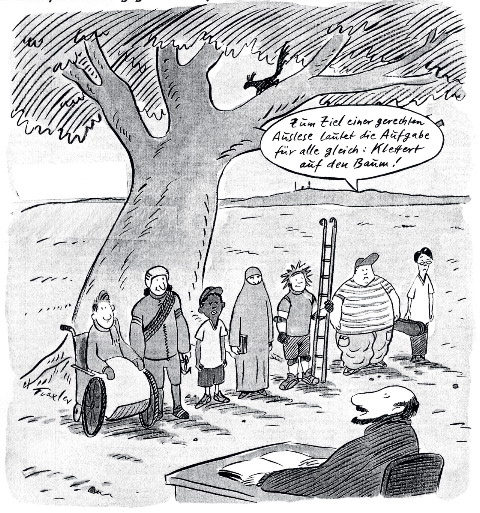 Zum Ziel einer gerechten
Auslese lautet die Aufgabe
für alle gleich: Klettert
auf den Baum!
Traxler